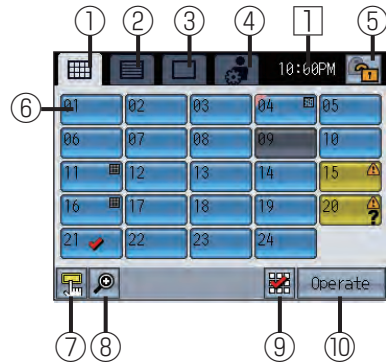 ① ② ③ ④ 1 ⑤
10:00PM
⑥
01 02 03 04 05
06 07 08 09 10
11 12 13 14 15
16 17 18 19 20 ?
21 22 23 24
Operate
⑦ ⑧ ⑨ ⑩